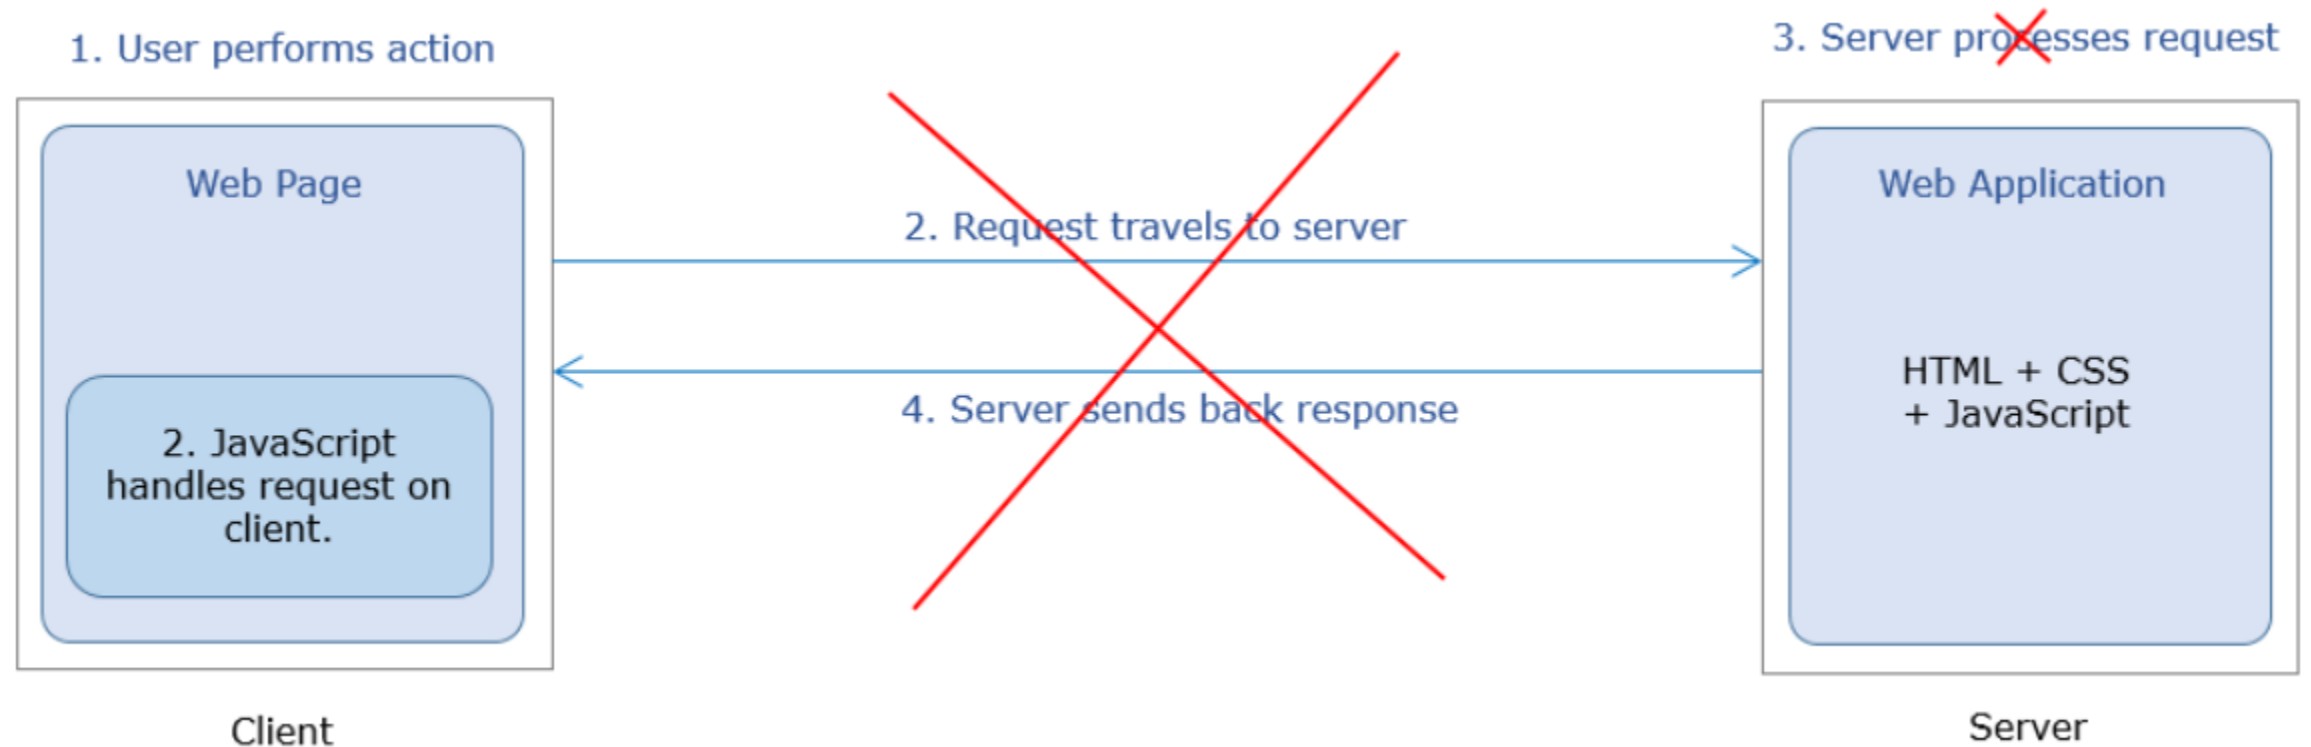 1. User performs action
3. Server processes request
Web Page
Web Application
2. Request travels to server
HTML + CSS
+ JavaScript
4. Server sends back response
2. JavaScript
handles request on
client.
Client
Server